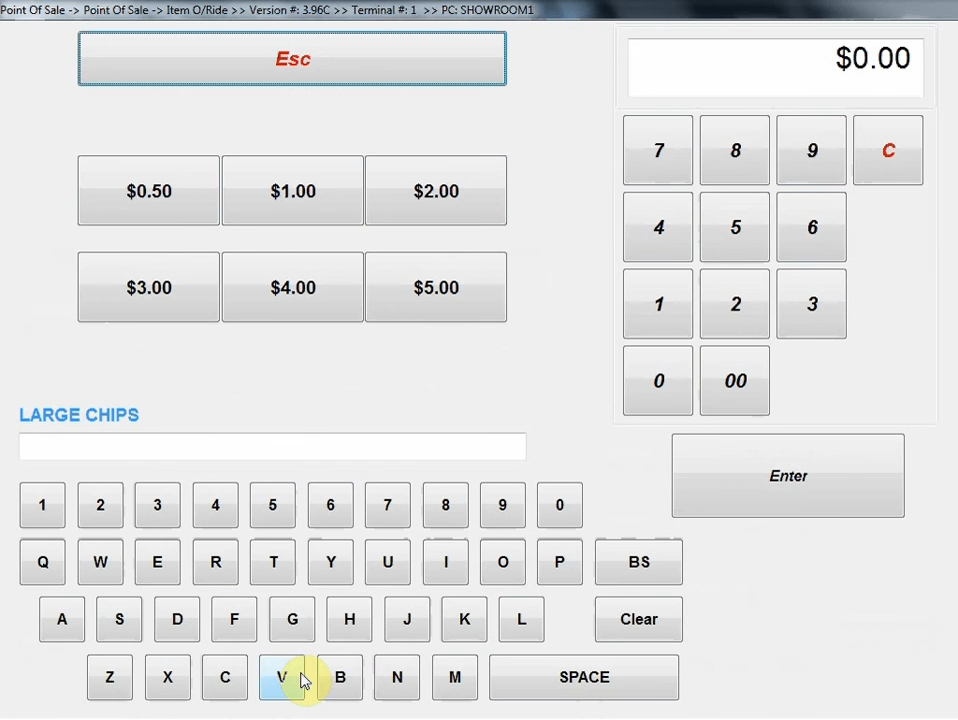 Point Of Sale -> Point Of Sale -> Item O/Ride >> Version #: 3.96C >> Terminal #: 1 >> PC: SHOWROOM1
Esc
$0.00
7 8 9 C
$0.50 $1.00 $2.00
4 5 6
$3.00 $4.00 $5.00
1 2 3
0 00
LARGE CHIPS
Enter
1 2 3 4 5 6 7 8 9 0
Q W E R T Y U I O P BS
A S D F G H J K L Clear
Z X C V B N M SPACE